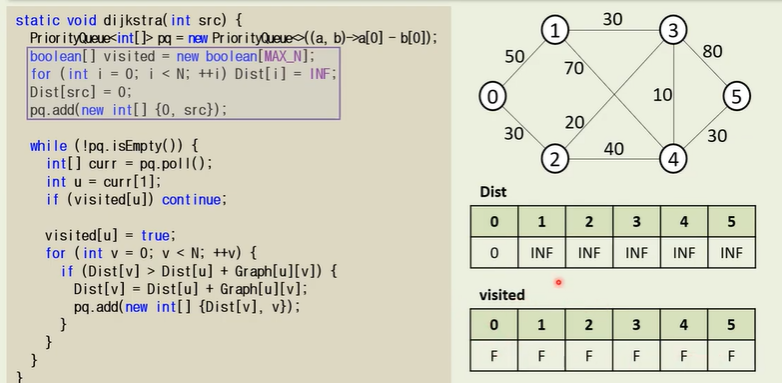 static void dijkstra(int src) {
PriorityQueue<int[]> pq = new PriorityQueue<>((a, b)->a[0] - b[0]);
boolean[] visited = new boolean[MAX_N];
for (int i = 0; i < N; ++i) Dist[i] = INF;
Dist[src] = 0;
pq.add(new int[] {0, src});
while (!pq.isEmpty()) {
int[] curr = pq.poll();
int u = curr[1];
if (visited[u]) continue;
visited[u] = true;
for (int v = 0; v < N; ++v) {
if (Dist[v] > Dist[u] + Graph[u][v]) {
Dist[v] = Dist[u] + Graph[u][v];
pq.add(new int[] {Dist[v], v});
}
}
}
}
1 30 3
50 70 80
0 10 5
30 20 40 30
2 4
Dist
0 1 2 3 4 5
0 INF INF INF INF INF
visited
0 1 2 3 4 5
F F F F F F